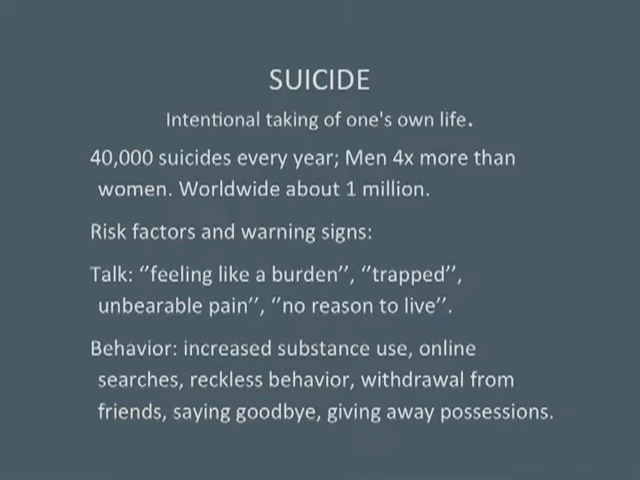 SUICIDE
Intentional taking of one's own life.
40,000 suicides every year; Men 4x more than
women. Worldwide about 1 million.
Risk factors and warning signs:
Talk: “feeling like a burden”, “trapped”,
unbearable pain”, “no reason to live”.
Behavior: increased substance use, online
searches, reckless behavior, withdrawal from
friends, saying goodbye, giving away possessions.